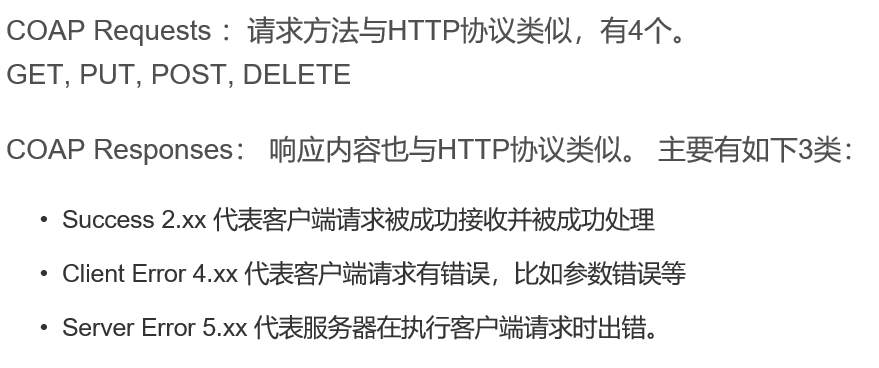 COAP Requests ： 请求方法与HTTP协议类似，有4个。
GET, PUT, POST, DELETE
COAP Responses： 响应内容也与HTTP协议类似。 主要有如下3类：
• Success 2.xx 代表客户端请求被成功接收并被成功处理
• Client Error 4.xx 代表客户端请求有错误，比如参数错误等
• Server Error 5.xx 代表服务器在执行客户端请求时出错。